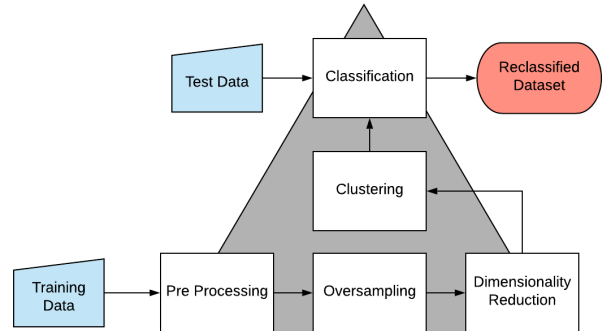 Test Data
Classification
Reclassified
Dataset
Clustering
Training
Data
Pre Processing
Oversampling
Dimensionality
Reduction